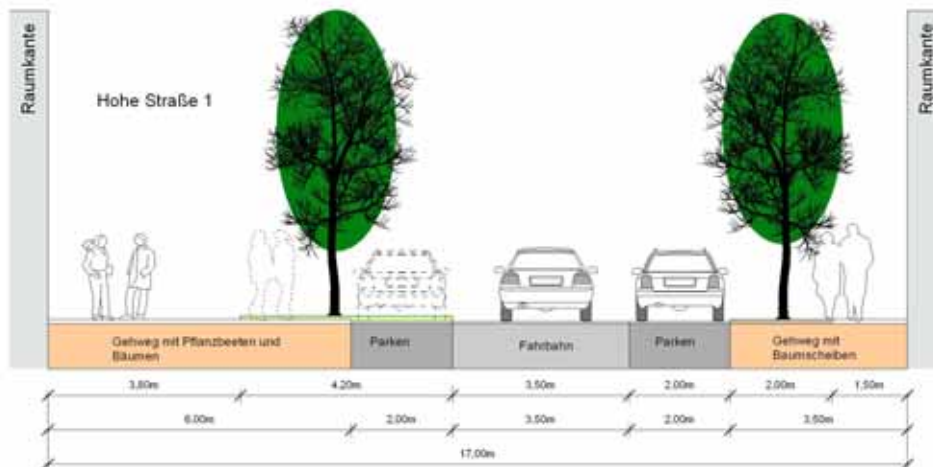 Raumkante
Raumkante
Hohe Straße 1
Gehweg mit Pflanzbeeten und
Bäumen
Parken
Fahrbahn
Parken
Gehweg mit
Baumscheiben
3,80m
4,20m
3,50m
2,00m
2,00m
1,50m
6,00m
2,00m
3,50m
2,00m
3,50m
17,00m